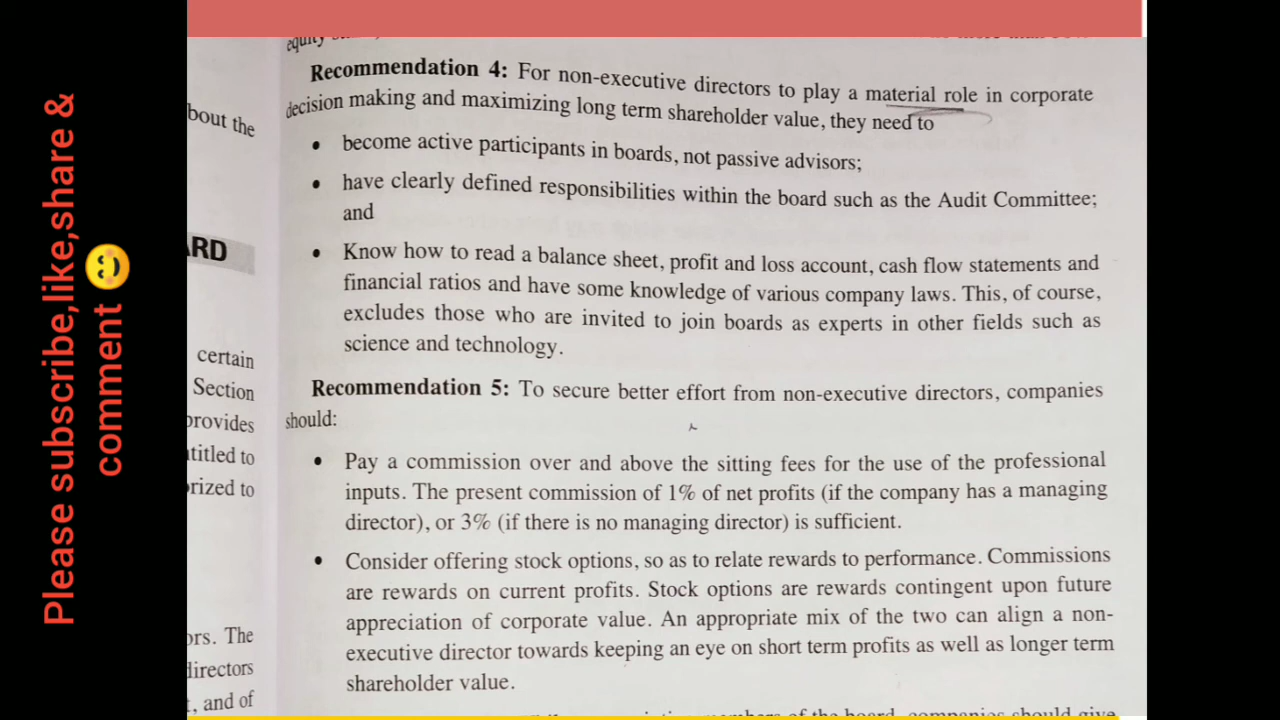 Please subscribe,like,share &
comment
bout the
RD
certain
Section
provides
titled to
rized to
ors. The
directors
, and of
equity
Recommendation 4: For non-executive directors to play a material role in corporate
decision making and maximizing long term shareholder value, they need to
• become active participants in boards, not passive advisors;
• have clearly defined responsibilities within the board such as the Audit Committee;
and
• Know how to read a balance sheet, profit and loss account, cash flow statements and
financial ratios and have some knowledge of various company laws. This, of course,
excludes those who are invited to join boards as experts in other fields such as
science and technology.
Recommendation 5: To secure better effort from non-executive directors, companies
should:
• Pay a commission over and above the sitting fees for the use of the professional
inputs. The present commission of 1% of net profits (if the company has a managing
director), or 3% (if there is no managing director) is sufficient.
• Consider offering stock options, so as to relate rewards to performance. Commissions
are rewards on current profits. Stock options are rewards contingent upon future
appreciation of corporate value. An appropriate mix of the two can align a non-
executive director towards keeping an eye on short term profits as well as longer term
shareholder value.
members of the board, companies should give